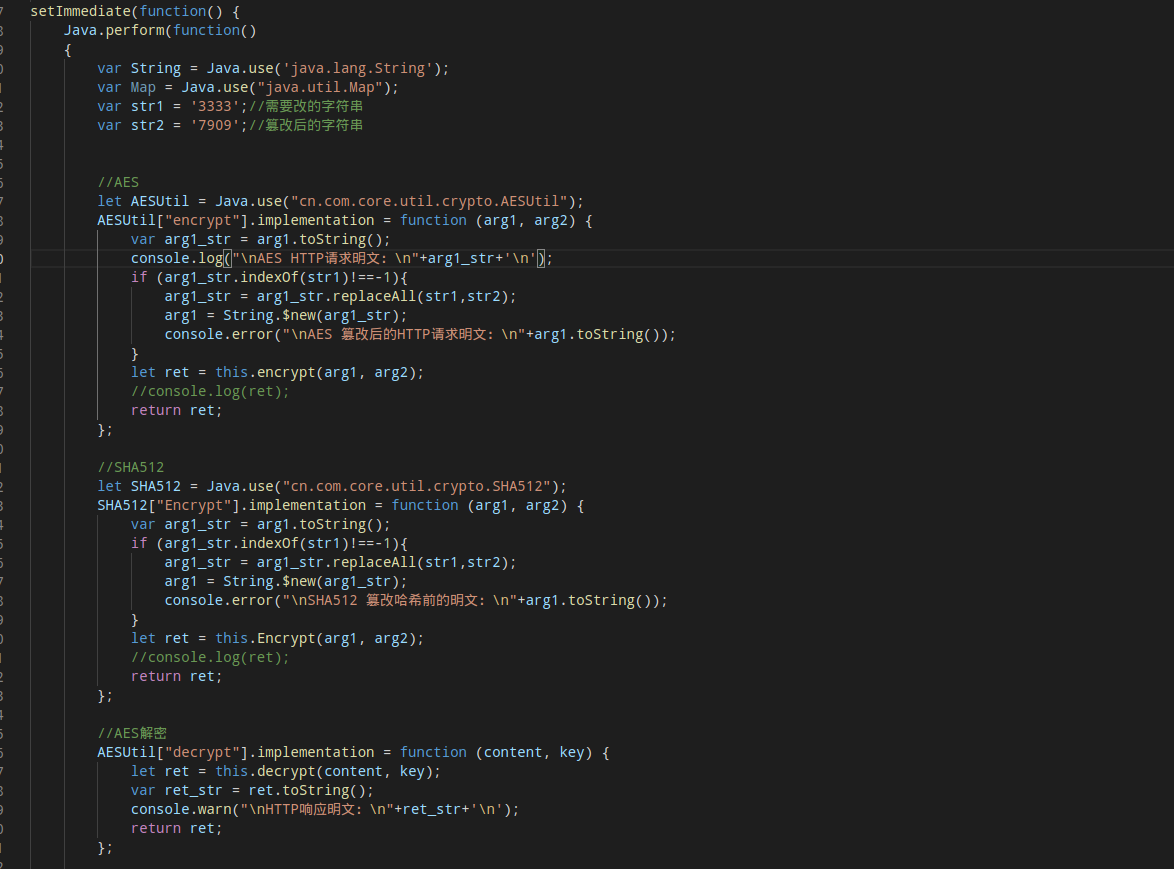 setImmediate(function() {
Java.perform(function()
{
var String = Java.use('java.lang.String');
var Map = Java.use("java.util.Map");
var str1 = '3333';//需要改的字符串
var str2 = '7909';//篡改后的字符串
//AES
let AESUtil = Java.use("cn.com.core.util.crypto.AESUtil");
AESUtil["encrypt"].implementation = function (arg1, arg2) {
var arg1_str = arg1.toString();
console.log("\nAES HTTP请求明文：\n"+arg1_str+'\n');
if (arg1_str.indexOf(str1)!==-1){
arg1_str = arg1_str.replaceAll(str1,str2);
arg1 = String.$new(arg1_str);
console.error("\nAES 篡改后的HTTP请求明文：\n"+arg1.toString());
}
let ret = this.encrypt(arg1, arg2);
//console.log(ret);
return ret;
};
//SHA512
let SHA512 = Java.use("cn.com.core.util.crypto.SHA512");
SHA512["Encrypt"].implementation = function (arg1, arg2) {
var arg1_str = arg1.toString();
if (arg1_str.indexOf(str1)!==-1){
arg1_str = arg1_str.replaceAll(str1,str2);
arg1 = String.$new(arg1_str);
console.error("\nSHA512 篡改哈希前的明文：\n"+arg1.toString());
}
let ret = this.Encrypt(arg1, arg2);
//console.log(ret);
return ret;
};
//AES解密
AESUtil["decrypt"].implementation = function (content, key) {
let ret = this.decrypt(content, key);
var ret_str = ret.toString();
console.warn("\nHTTP响应明文：\n"+ret_str+'\n');
return ret;
};